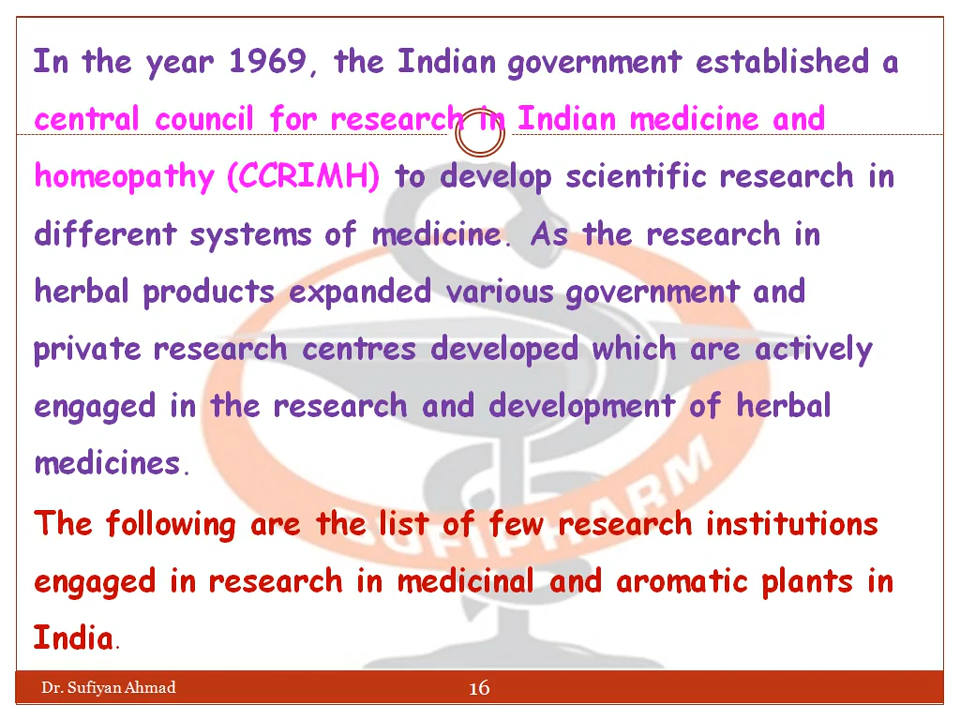 In the year 1969, the Indian government established a
central council for research in Indian medicine and
homeopathy (CCRIMH) to develop scientific research in
different systems of medicine. As the research in
herbal products expanded various government and
private research centres developed which are actively
engaged in the research and development of herbal
medicines.
The following are the list of few research institutions
engaged in research in medicinal and aromatic plants in
India.
SUFIPHARM
Dr. Sufiyan Ahmad
16